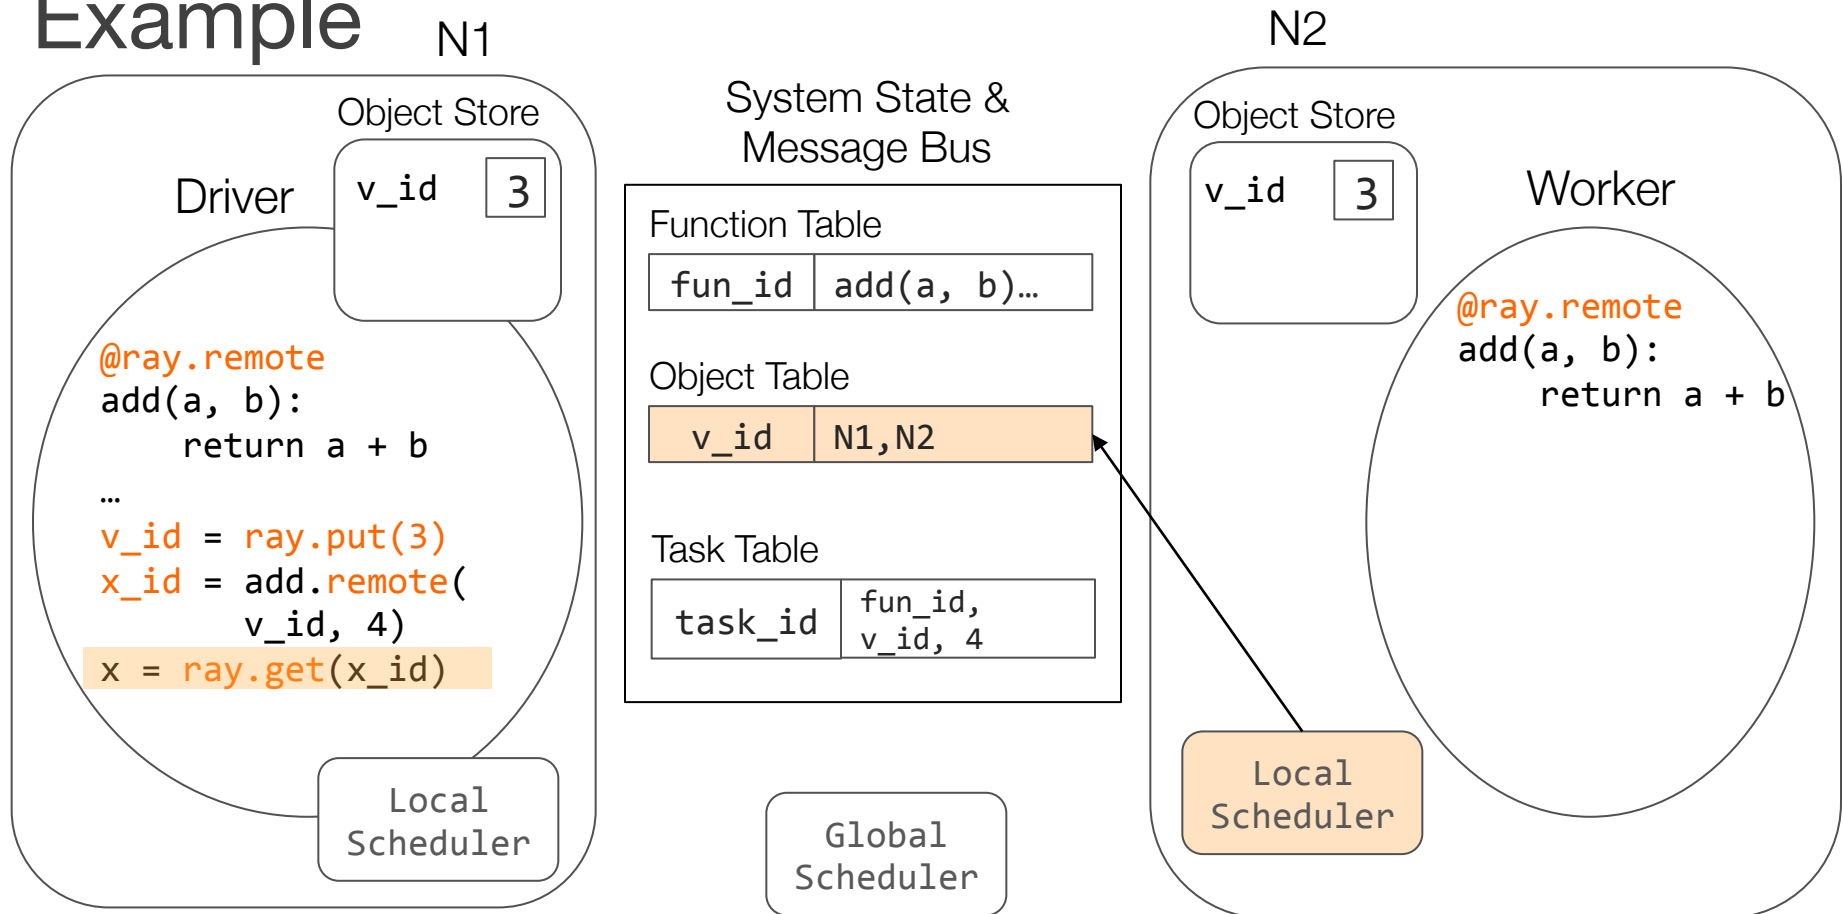 Example
N1
Object Store
v_id 3
Driver
@ray.remote
add(a, b):
return a + b
…
v_id = ray.put(3)
x_id = add.remote(
v_id, 4)
x = ray.get(x_id)
Local
Scheduler
System State &
Message Bus
Function Table
fun_id add(a, b)…
Object Table
v_id N1,N2
Task Table
task_id fun_id,
v_id, 4
Global
Scheduler
N2
Object Store
v_id 3
Worker
@ray.remote
add(a, b):
return a + b
Local
Scheduler